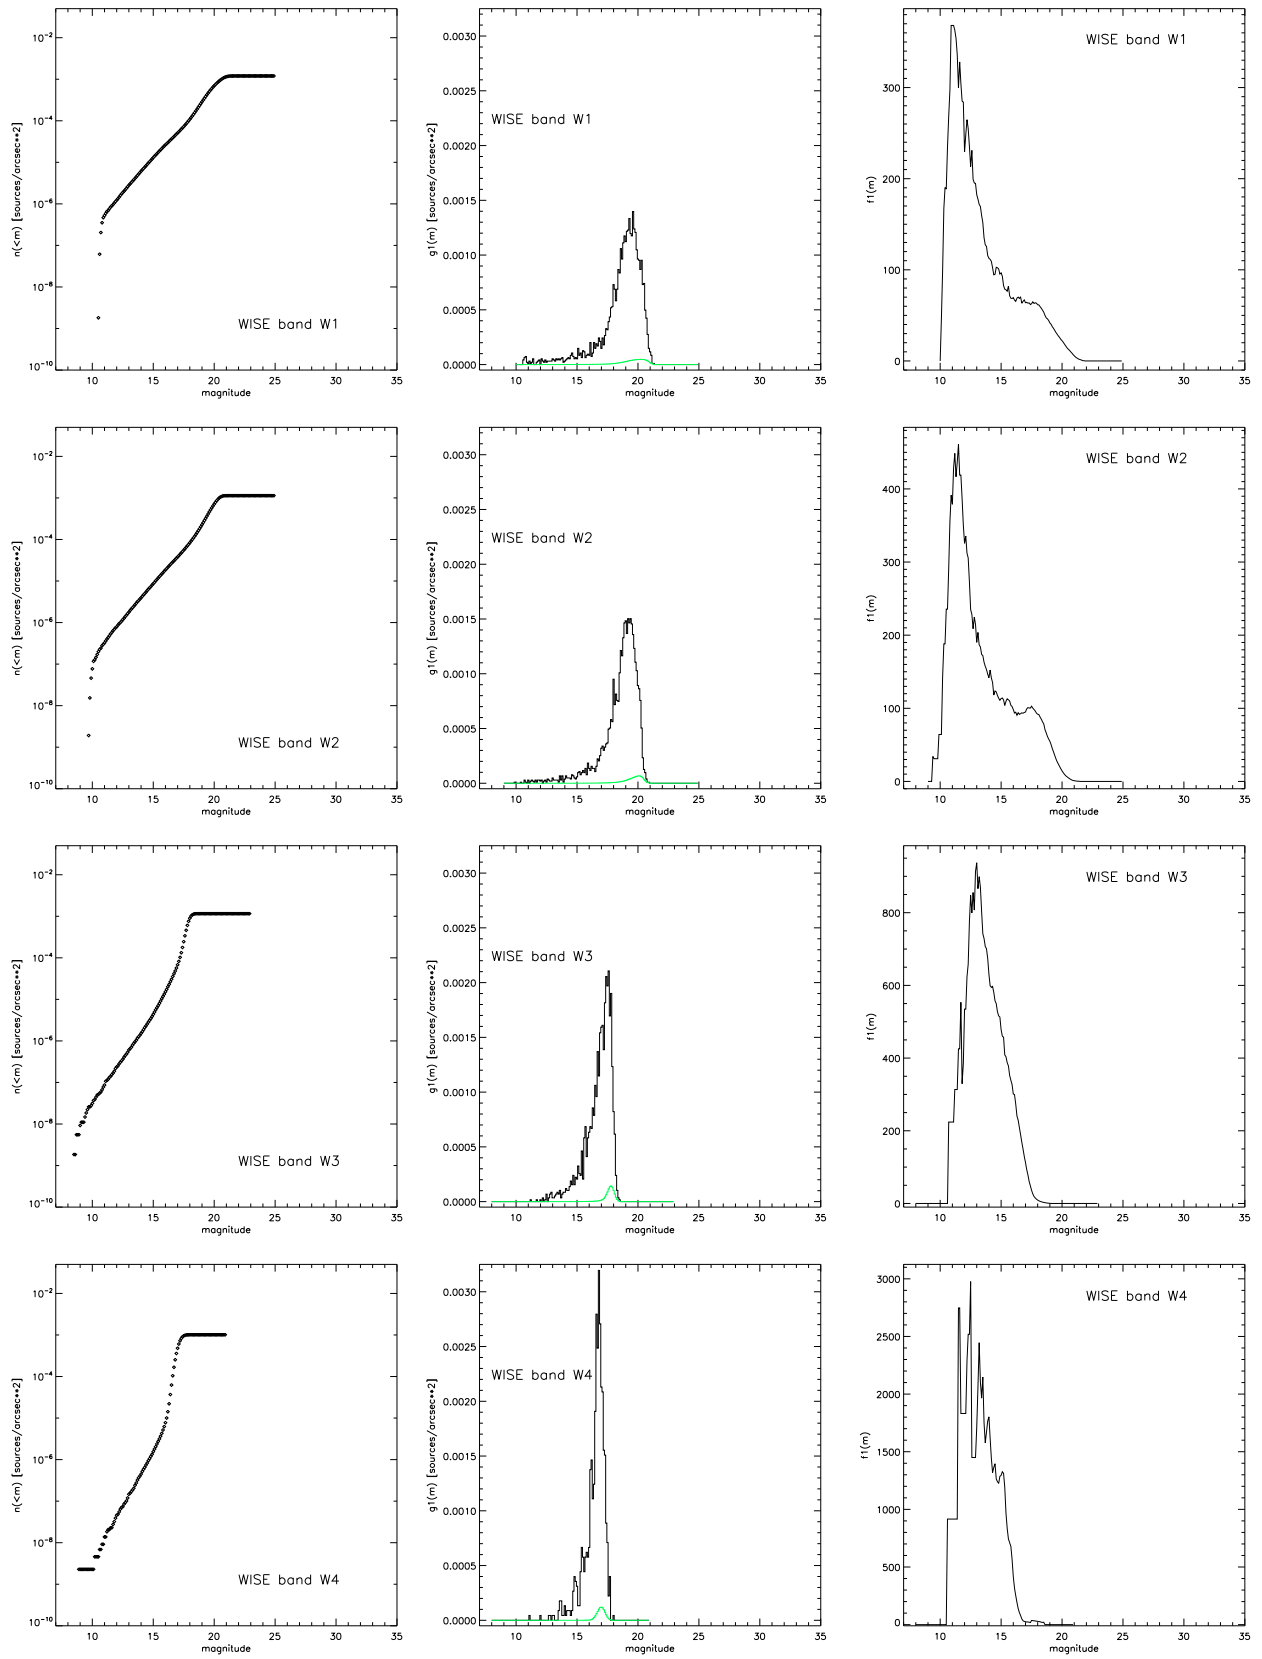 10⁻²
10⁻⁴
10⁻⁶
10⁻⁸
10⁻¹⁰
n(<m) [sources/arcsec**2]
WISE band W1
10 15 20 25 30 35
magnitude
0.0030
0.0025
0.0020
0.0015
0.0010
0.0005
0.0000
g1(m) [sources/arcsec**2]
WISE band W1
10 15 20 25 30 35
magnitude
300
200
100
0
f1(m)
WISE band W1
10 15 20 25 30 35
magnitude
10⁻²
10⁻⁴
10⁻⁶
10⁻⁸
10⁻¹⁰
n(<m) [sources/arcsec**2]
WISE band W2
10 15 20 25 30 35
magnitude
0.0030
0.0025
0.0020
0.0015
0.0010
0.0005
0.0000
g1(m) [sources/arcsec**2]
WISE band W2
10 15 20 25 30 35
magnitude
400
300
200
100
0
f1(m)
WISE band W2
10 15 20 25 30 35
magnitude
10⁻²
10⁻⁴
10⁻⁶
10⁻⁸
10⁻¹⁰
n(<m) [sources/arcsec**2]
WISE band W3
10 15 20 25 30 35
magnitude
0.0030
0.0025
0.0020
0.0015
0.0010
0.0005
0.0000
g1(m) [sources/arcsec**2]
WISE band W3
10 15 20 25 30 35
magnitude
800
600
400
200
0
f1(m)
WISE band W3
10 15 20 25 30 35
magnitude
10⁻²
10⁻⁴
10⁻⁶
10⁻⁸
10⁻¹⁰
n(<m) [sources/arcsec**2]
WISE band W4
10 15 20 25 30 35
magnitude
0.0030
0.0025
0.0020
0.0015
0.0010
0.0005
0.0000
g1(m) [sources/arcsec**2]
WISE band W4
10 15 20 25 30 35
magnitude
3000
2500
2000
1500
1000
500
0
f1(m)
WISE band W4
10 15 20 25 30 35
magnitude